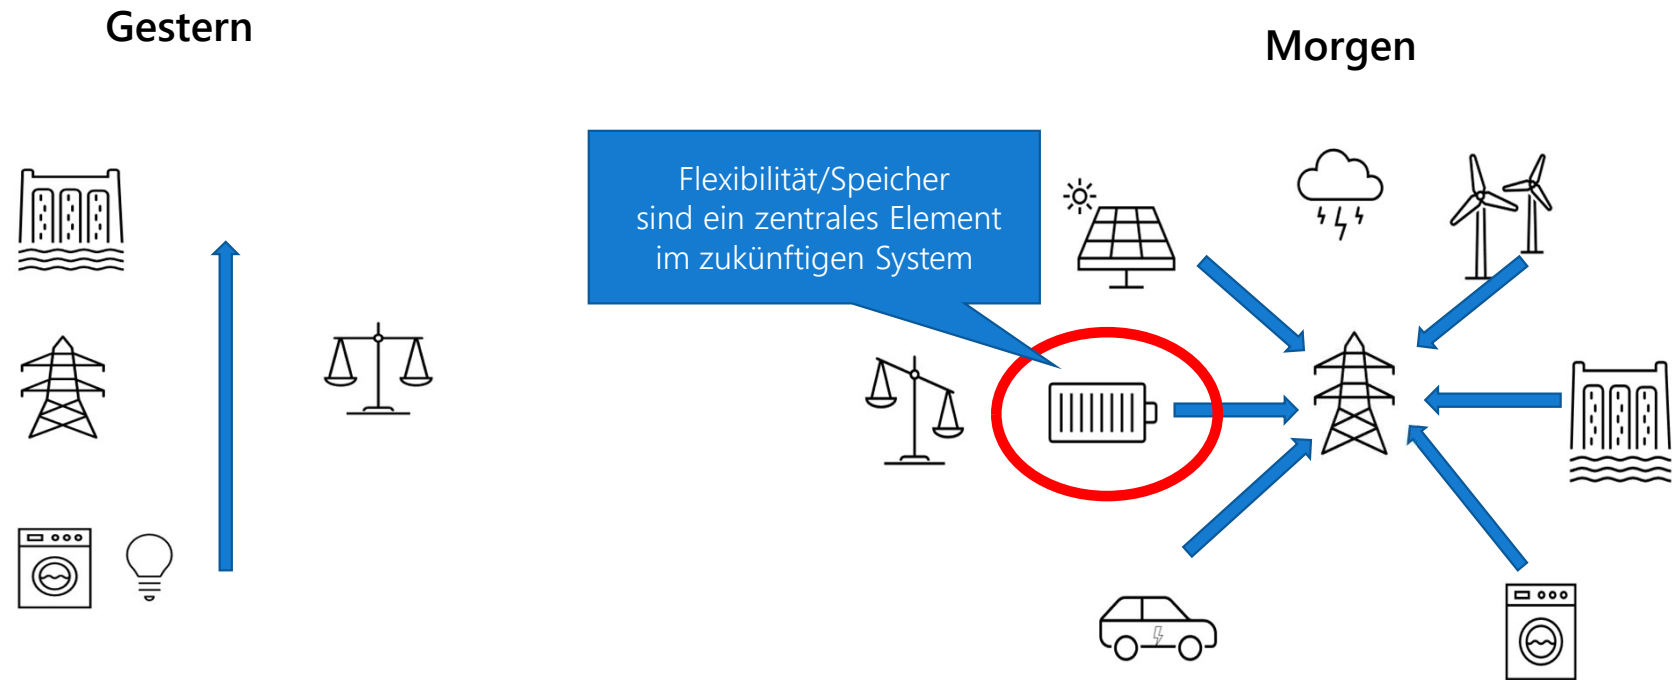 Gestern
Morgen
Flexibilität/Speicher
sind ein zentrales Element
im zukünftigen System